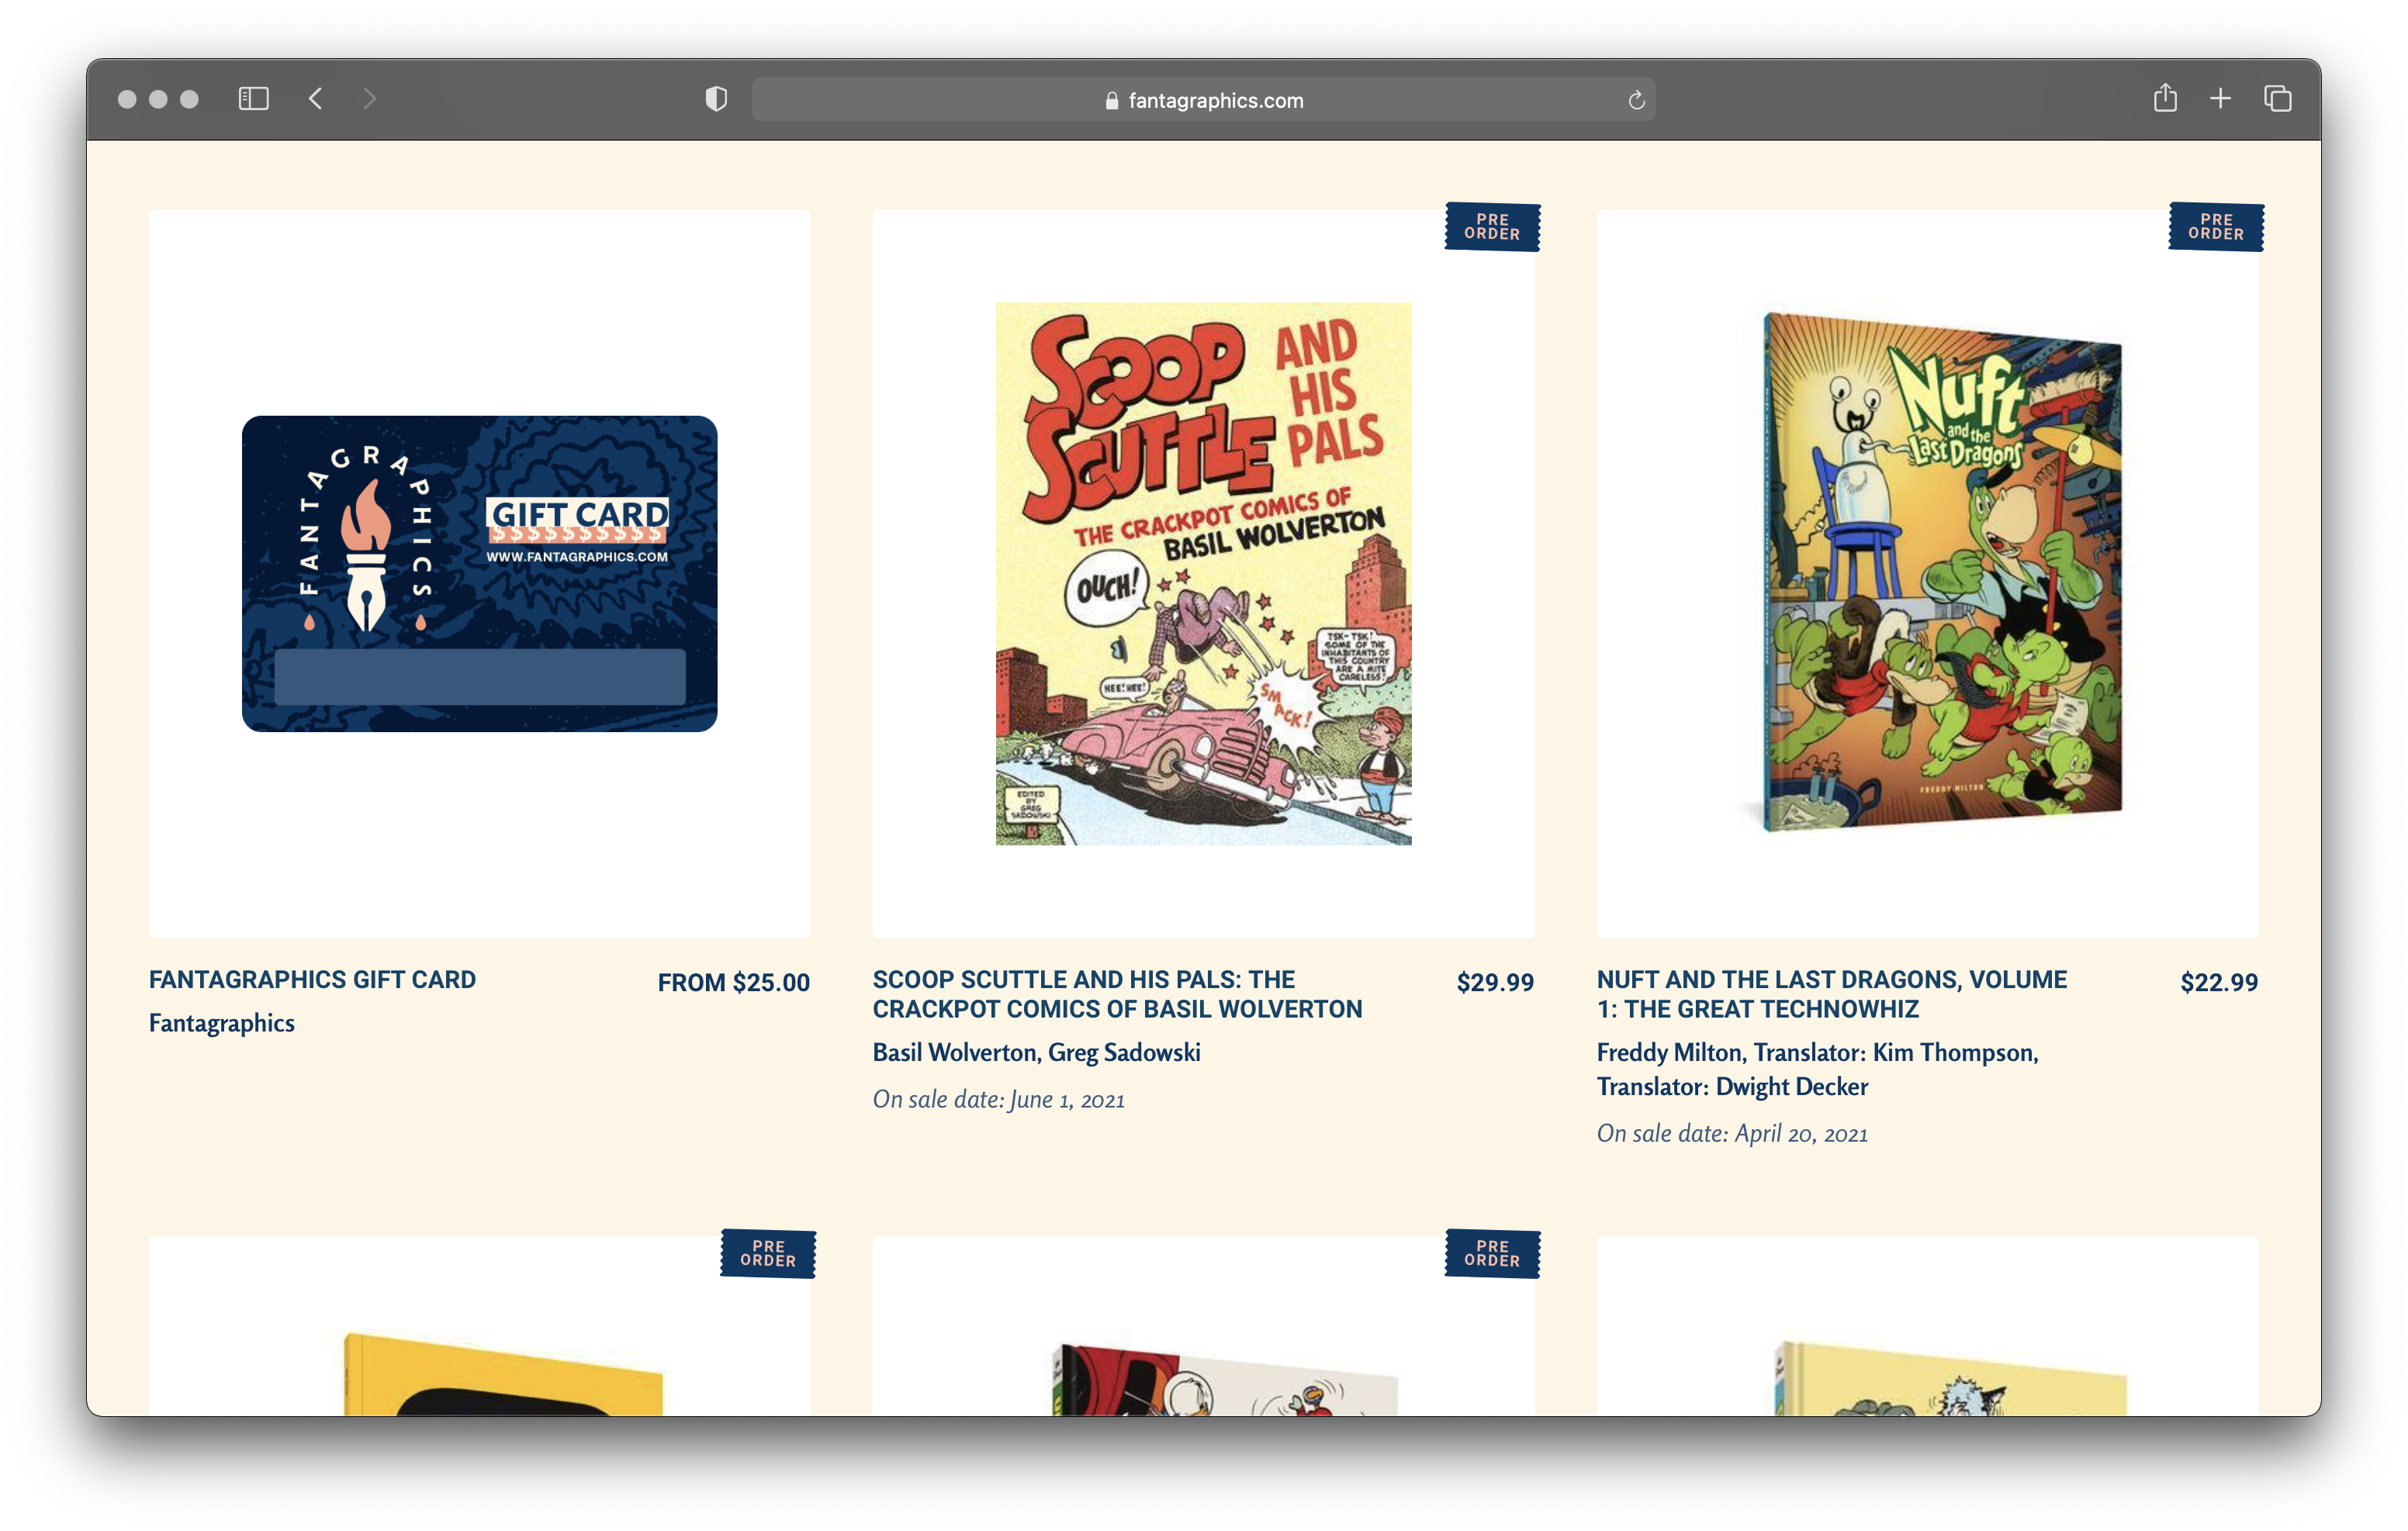 fantagraphics.com
PRE
ORDER
PRE
ORDER
FANTAGRAPHICS
GIFT CARD
$$$$$$$$$$
WWW.FANTAGRAPHICS.COM
SCOOP
SCUTTLE
AND
HIS
PALS
THE CRACKPOT COMICS OF
BASIL WOLVERTON
OUCH!
TSK-TSK!
SOME OF THE
INHABITANTS OF
THIS COUNTRY
ARE A MITE
CARELESS!
HEE! HEE!
SMACK!
EDITED
BY
GREG
SADOWSKI
Nuft
and the
Last Dragons
FREDDY MILTON
FANTAGRAPHICS GIFT CARD
FROM $25.00
Fantagraphics
SCOOP SCUTTLE AND HIS PALS: THE
CRACKPOT COMICS OF BASIL WOLVERTON
$29.99
Basil Wolverton, Greg Sadowski
On sale date: June 1, 2021
NUFT AND THE LAST DRAGONS, VOLUME
1: THE GREAT TECHNOWHIZ
$22.99
Freddy Milton, Translator: Kim Thompson,
Translator: Dwight Decker
On sale date: April 20, 2021
PRE
ORDER
PRE
ORDER